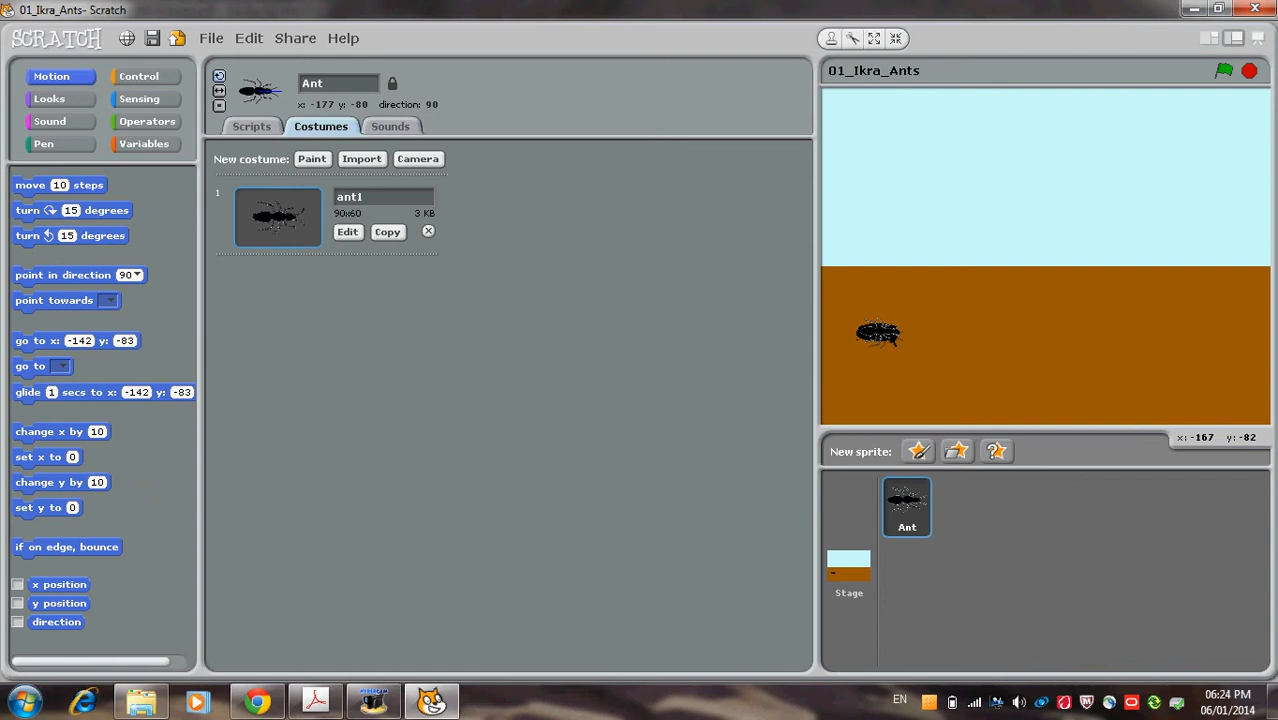 01_Ikra_Ants- Scratch
SCRATCH
File Edit Share Help
Motion Control
Looks Sensing
Sound Operators
Pen Variables
move 10 steps
turn 15 degrees
turn 15 degrees
point in direction 90
point towards
go to x: -142 y: -83
go to
glide 1 secs to x: -142 y: -83
change x by 10
set x to 0
change y by 10
set y to 0
if on edge, bounce
x position
y position
direction
Ant
x: -177 y: -80 direction: 90
Scripts Costumes Sounds
New costume: Paint Import Camera
1
ant1
90x60 3 KB
Edit Copy
01_Ikra_Ants
x: -167 y: -82
New sprite:
Ant
Stage
EN
06:24 PM
06/01/2014